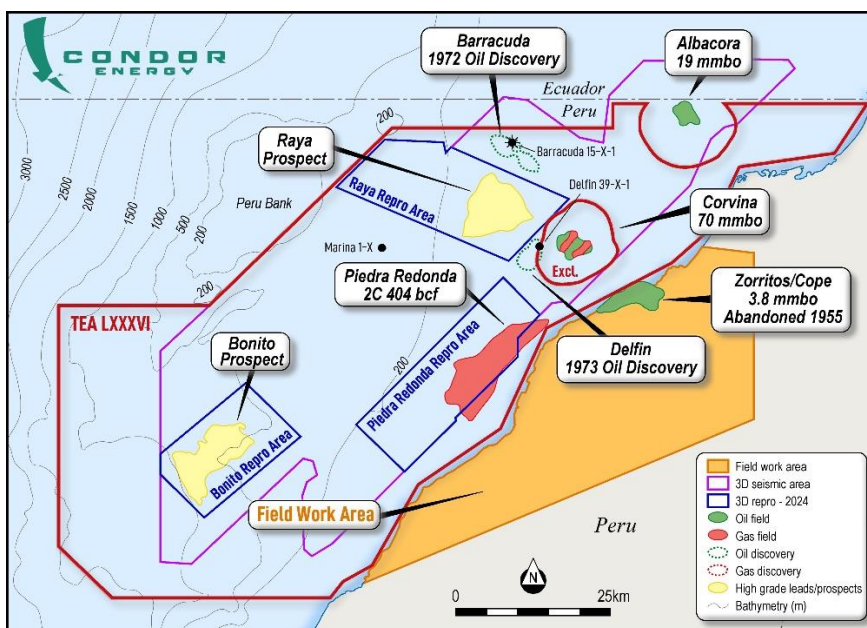 CONDOR
ENERGY
Barracuda
1972 Oil Discovery
Albacora
19 mmbo
Ecuador
Peru
200
Raya
Prospect
Barracuda 15-X-1
3000
2500
2000
1500
1000
500
200
Peru Bank
Raya Repro Area
Delfin 39-X-1
Corvina
70 mmbo
Marina 1-X
Excl.
Piedra Redonda
2C 404 bcf
Zorritos/Cope
3.8 mmbo
Abandoned 1955
200
TEA LXXXVI
Bonito
Prospect
200
Piedra Redonda Repro Area
Delfin
1973 Oil Discovery
Bonito Repro Area
Field Work Area
Peru
N
0
25km
Field work area
3D seismic area
3D repro - 2024
Oil field
Gas field
Oil discovery
Gas discovery
High grade leads/prospects
Bathymetry (m)